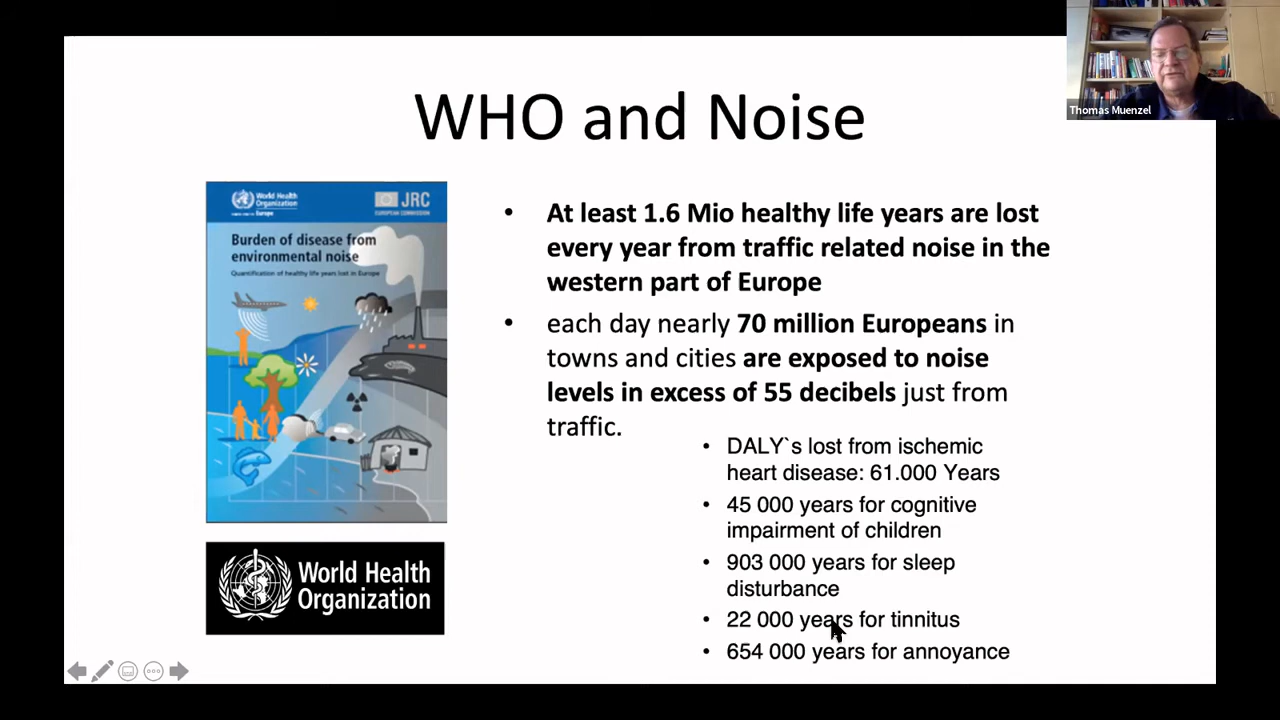 Thomas Muenzel
WHO and Noise
World Health
Organization
Europe
JRC
EUROPEAN COMMISSION
Burden of disease from
environmental noise
Quantification of healthy life years lost in Europe
World Health
Organization
• At least 1.6 Mio healthy life years are lost
every year from traffic related noise in the
western part of Europe
• each day nearly 70 million Europeans in
towns and cities are exposed to noise
levels in excess of 55 decibels just from
traffic.
• DALY`s lost from ischemic
heart disease: 61.000 Years
• 45 000 years for cognitive
impairment of children
• 903 000 years for sleep
disturbance
• 22 000 years for tinnitus
• 654 000 years for annoyance